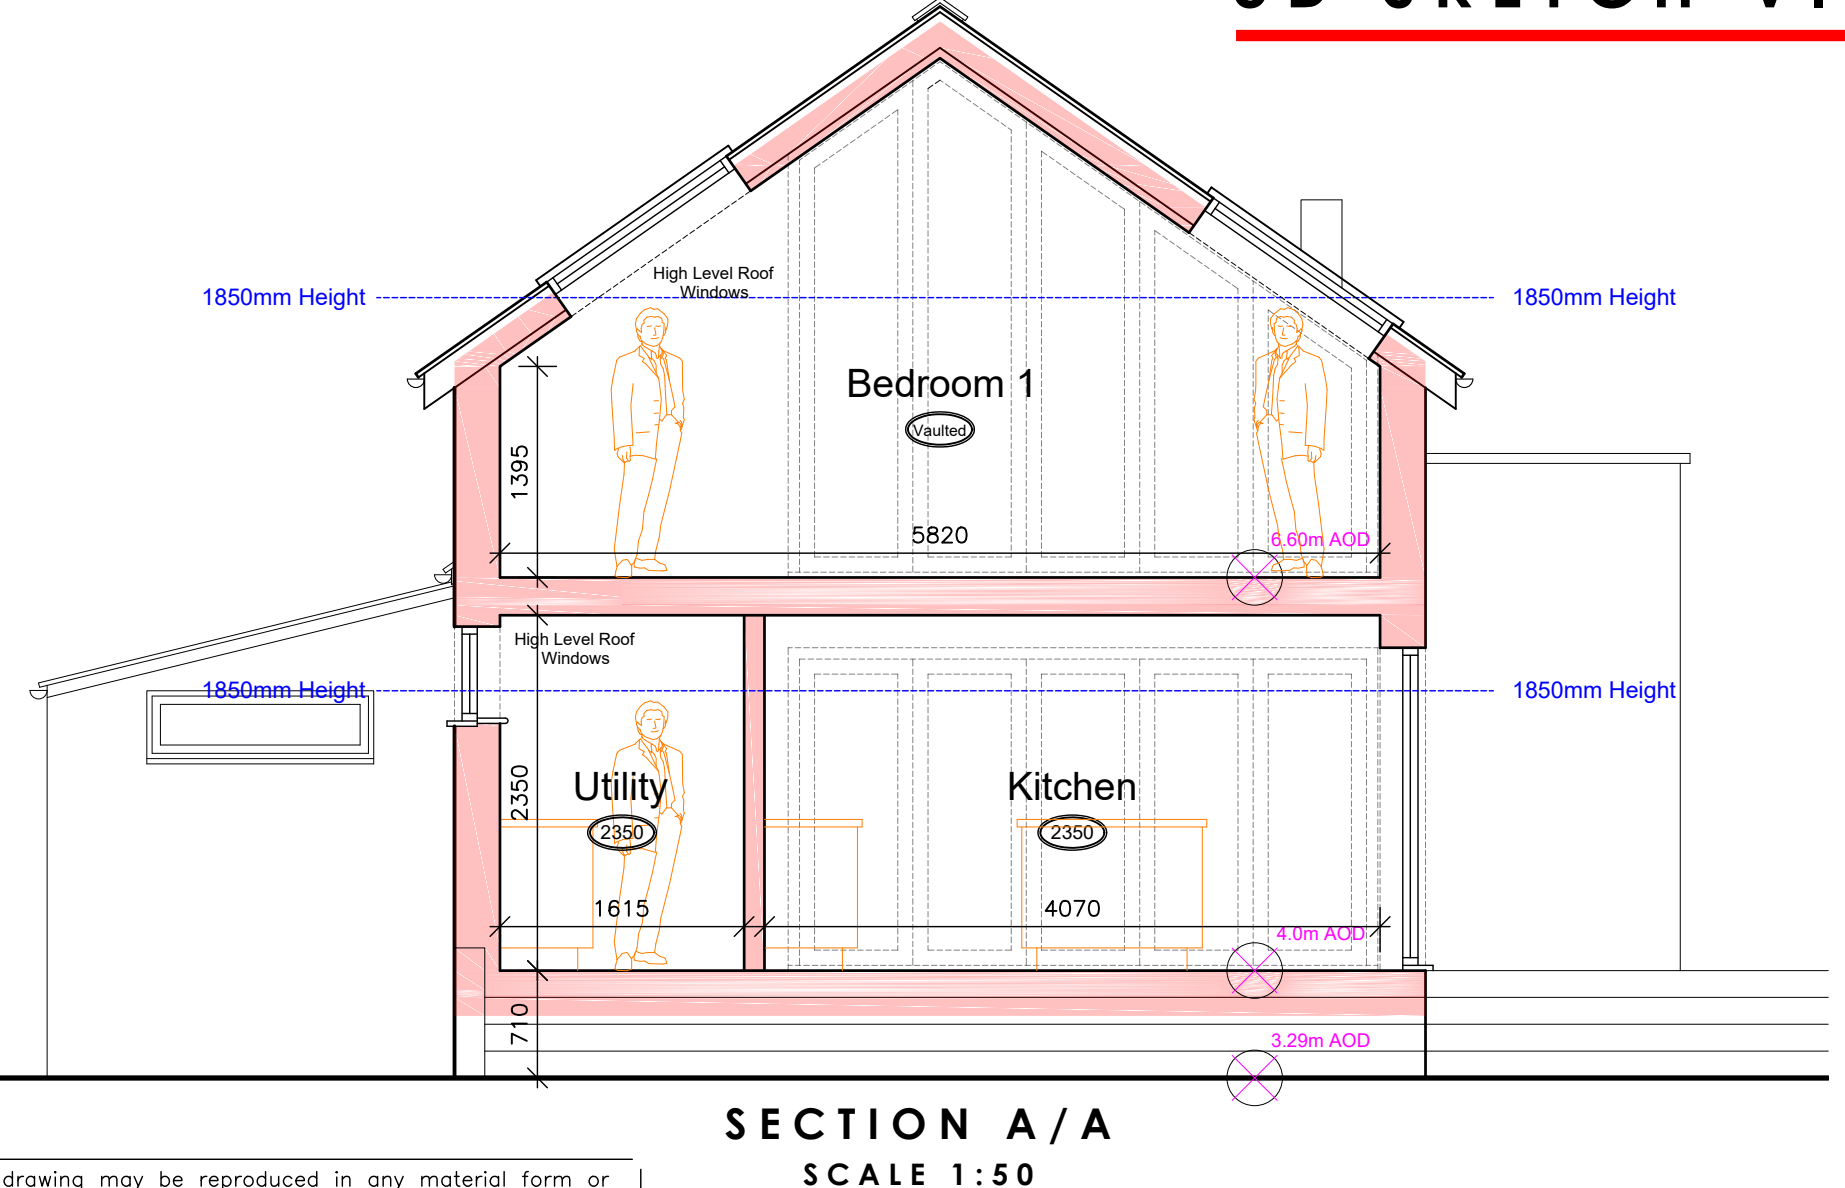 High Level Roof
Windows
1850mm Height
1850mm Height
Bedroom 1
Vaulted
1395
5820
6.60m AOD
High Level Roof
Windows
1850mm Height
1850mm Height
2350
Utility
2350
Kitchen
2350
1615
4070
4.0m AOD
710
3.29m AOD
SECTION A/A
SCALE 1:50
drawing may be reproduced in any material form or